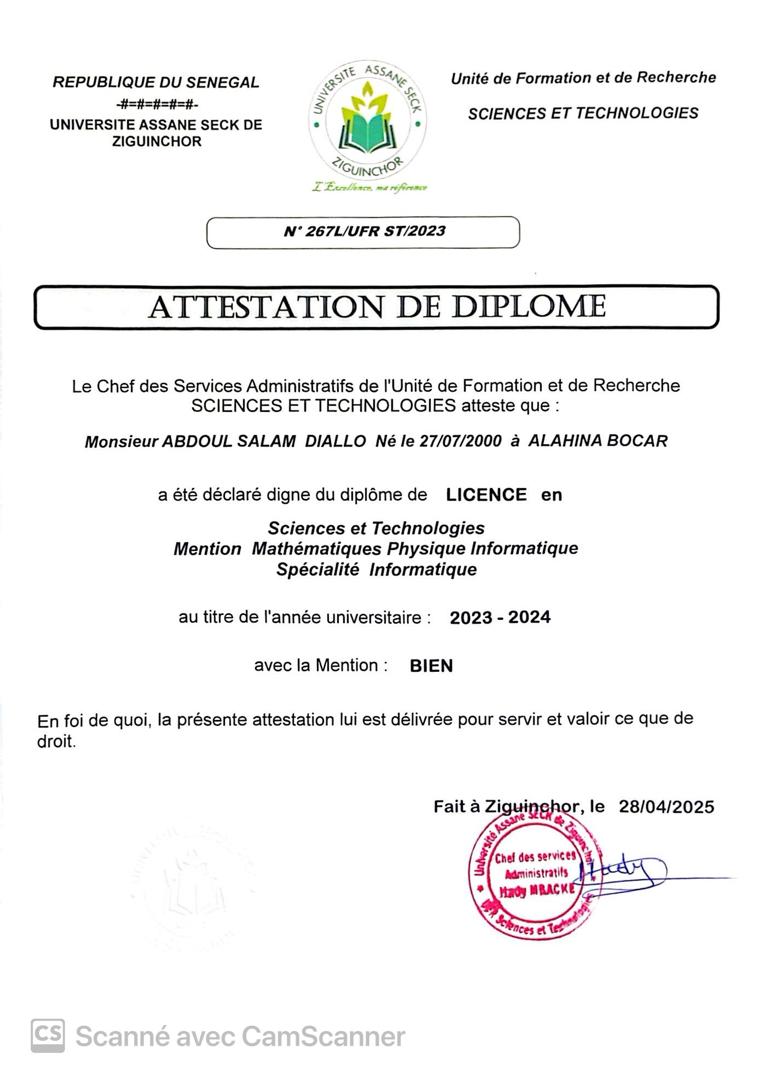 REPUBLIQUE DU SENEGAL
-#=#=#=#=#-
UNIVERSITE ASSANE SECK DE
ZIGUINCHOR
UNIVERSITE ASSANE SECK
ZIGUINCHOR
L'Excellence, ma référence
Unité de Formation et de Recherche
SCIENCES ET TECHNOLOGIES
N° 267L/UFR ST/2023
ATTESTATION DE DIPLOME
Le Chef des Services Administratifs de l'Unité de Formation et de Recherche
SCIENCES ET TECHNOLOGIES atteste que :
Monsieur ABDOUL SALAM DIALLO Né le 27/07/2000 à ALAHINA BOCAR
a été déclaré digne du diplôme de LICENCE en
Sciences et Technologies
Mention Mathématiques Physique Informatique
Spécialité Informatique
au titre de l'année universitaire : 2023 - 2024
avec la Mention : BIEN
En foi de quoi, la présente attestation lui est délivrée pour servir et valoir ce que de
droit.
Fait à Ziguinchor, le 28/04/2025
Université Assane SECK de Ziguinchor
Chef des services
Administratifs
Hady MBACKE
UFR Sciences et Technologies
CS Scanné avec CamScanner